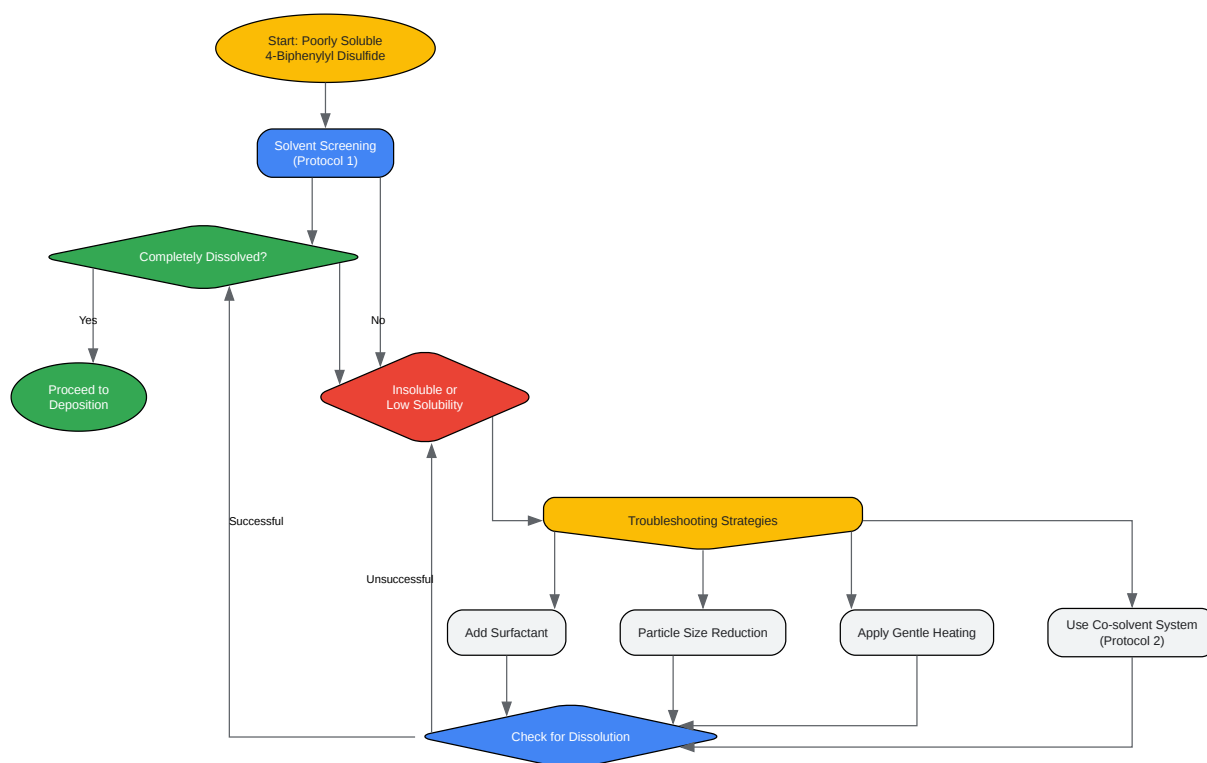 Start: Poorly Soluble
4-Biphenylyl Disulfide
Solvent Screening
(Protocol 1)
Completely Dissolved?
Yes
No
Proceed to
Deposition
Insoluble or
Low Solubility
Successful
Troubleshooting Strategies
Unsuccessful
Add Surfactant
Particle Size Reduction
Apply Gentle Heating
Use Co-solvent System
(Protocol 2)
Check for Dissolution